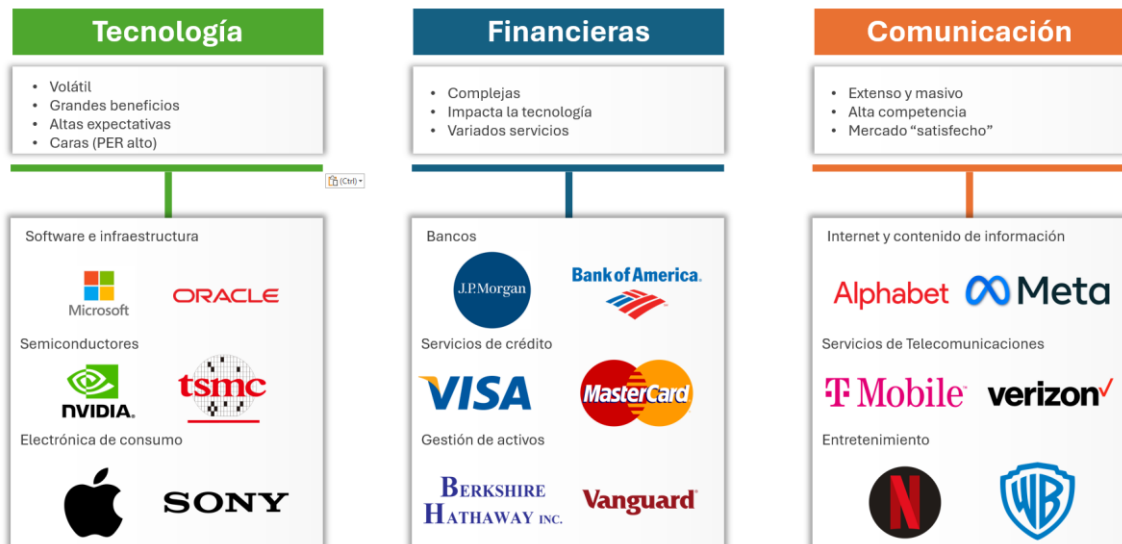 Tecnología
• Volátil
• Grandes beneficios
• Altas expectativas
• Caras (PER alto)
(Ctrl)
Software e infraestructura
Microsoft
ORACLE
Semiconductores
NVIDIA.
tsmc
Electrónica de consumo
SONY
Financieras
• Complejas
• Impacta la tecnología
• Variados servicios
Bancos
J.P.Morgan
Bank of America.
Servicios de crédito
VISA
MasterCard
Gestión de activos
BERKSHIRE
HATHAWAY INC.
Vanguard
Comunicación
• Extenso y masivo
• Alta competencia
• Mercado “satisfecho”
Internet y contenido de información
Alphabet
Meta
Servicios de Telecomunicaciones
T Mobile
verizon
Entretenimiento
N
WB